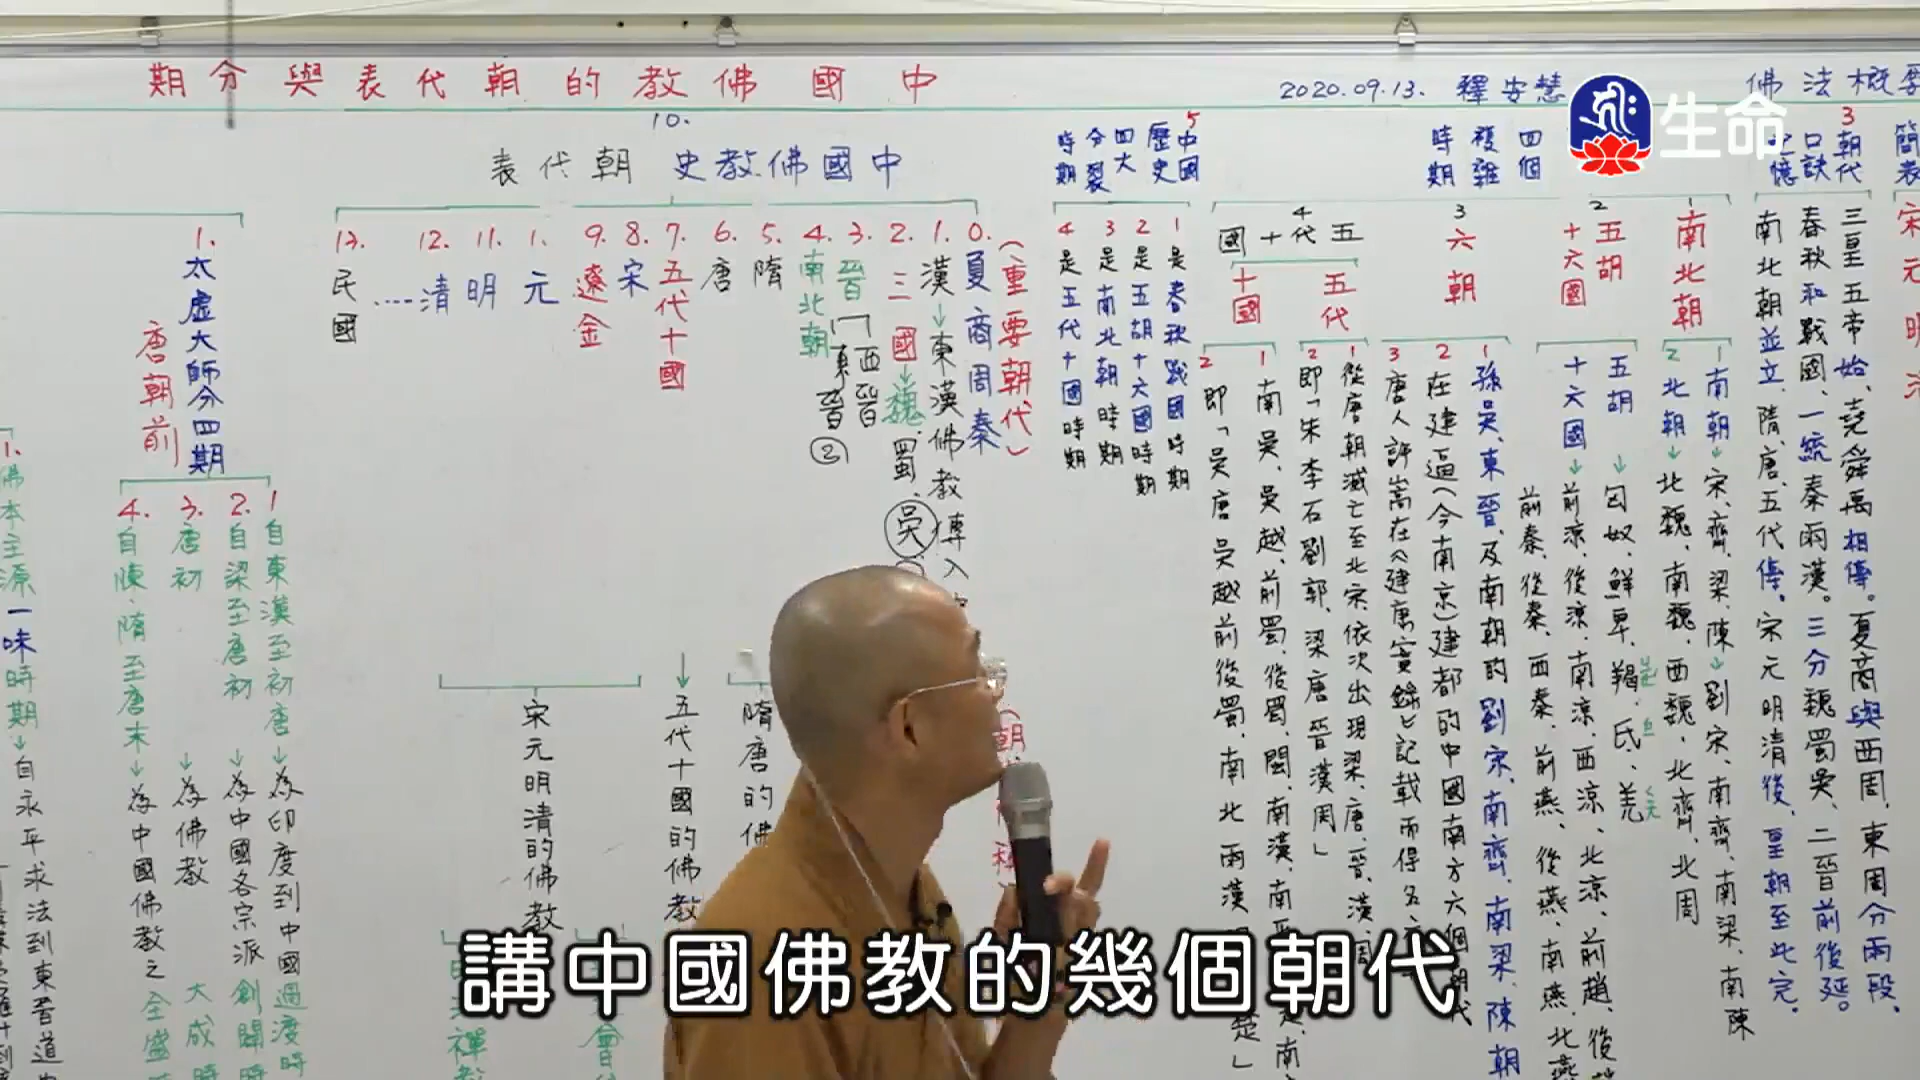 中國佛教的朝代表與分期
2020.09.13. 釋安慧
佛法概要
生命
簡表
宋元明清
3
朝代
口訣
記憶
三皇五帝始、堯舜禹相傳。夏商與西周、東周分兩段、
春秋和戰國、一統秦兩漢。三分魏蜀吳、二晉前後延。
南北朝並立、隋、唐、五代、傳。宋元明清後、皇朝至此完。
四個
複雜
時期
1
南北朝
1 南朝→宋、齊、梁、陳→劉宋、南齊、南梁、南陳
2 北朝→北魏、南魏、西魏、北齊、北周
2
五胡
十六國
五胡→匈奴、鮮卑、羯、氐、羌
十六國→前涼、後涼、南涼、西涼、北涼、前趙、後
前秦、後秦、西秦、前燕、後燕、南燕、北燕
3
六朝
1 孫吳、東晉、及南朝的劉宋、南齊、南梁、陳朝
2 在建邺(今南京)建都的中國南方六個朝代
3 唐人許嵩在《建康實錄》記載而得名
4
五代十國
五代
1 從唐朝滅亡至北宋、依次出現梁、唐、晉、漢、周
2 即「朱李石劉郭、梁唐晉漢周」
十國
1 南吳、吳越、前蜀、後蜀、閩、南漢、南
2 即「吳唐吳越前後蜀、南北兩漢
楚」
5
中國
歷史
四大
分裂
時期
1 是春秋戰國時期
2 是五胡十六國時期
3 是南北朝時期
4 是五代十國時期
10.
中國佛教史朝代表
(重要朝代)
0. 夏商周秦
1. 漢→東漢佛教傳入
2. 三國→魏、蜀、吳
3. 晉
西晉
東晉②
4. 南北朝
5. 隋
6. 唐
7. 五代十國
8. 宋
9. 遼金
1. 元
11. 明
12. 清
13. 民國
隋唐的佛
五代十國的佛教
宋元明清的佛教
禪
會
1.
太虛大師分四期
唐朝前
1 自東漢至初唐→為印度到中國過渡時
2. 自梁至唐初→為中國各宗派創開時
3. 唐初→為佛教大成時
4. 自陳、隋至唐末→為中國佛教之全盛
1.
佛本主源一味時期→自永平求法到東晉道
講中國佛教的幾個朝代